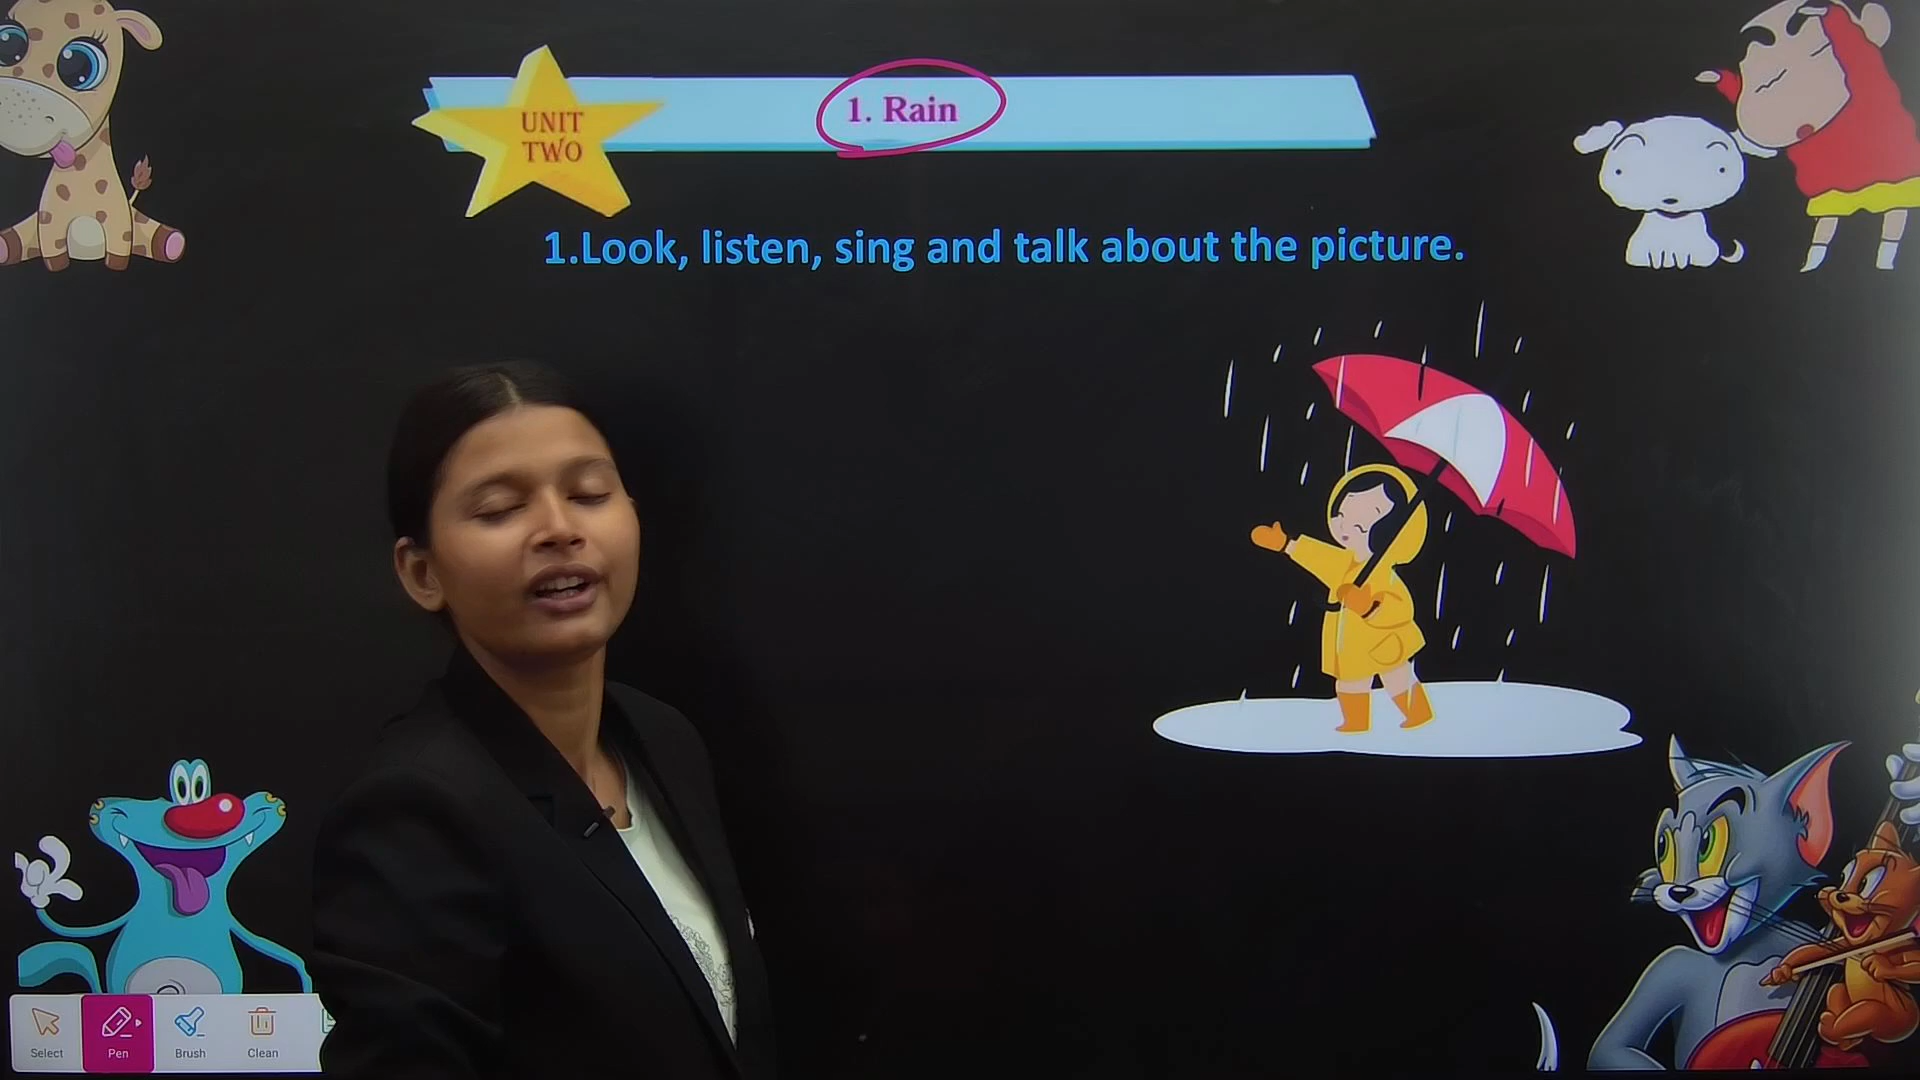 UNIT
TWO
1. Rain
1.Look, listen, sing and talk about the picture.
Select
Pen
Brush
Clean